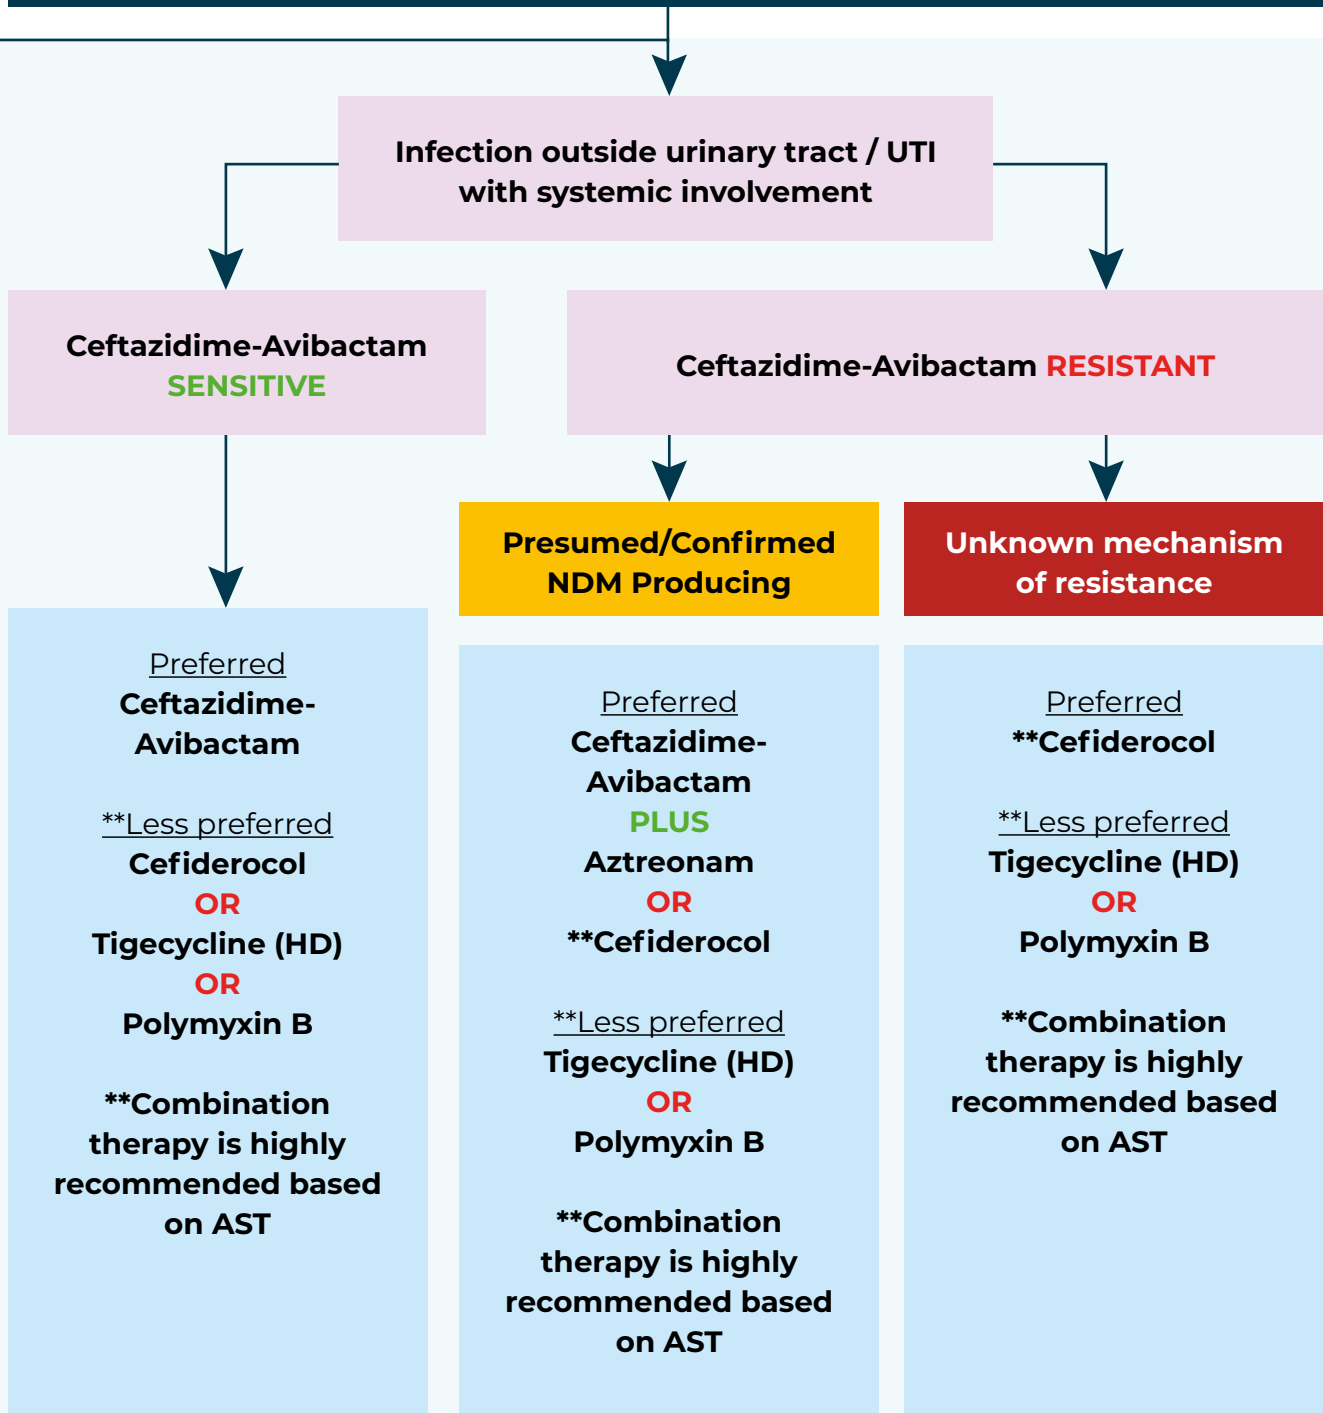 Infection outside urinary tract / UTI
with systemic involvement
Ceftazidime-Avibactam
SENSITIVE
Ceftazidime-Avibactam RESISTANT
Presumed/Confirmed
NDM Producing
Unknown mechanism
of resistance
Preferred
Ceftazidime-
Avibactam
**Less preferred
Cefiderocol
OR
Tigecycline (HD)
OR
Polymyxin B
**Combination
therapy is highly
recommended based
on AST
Preferred
Ceftazidime-
Avibactam
PLUS
Aztreonam
OR
**Cefiderocol
**Less preferred
Tigecycline (HD)
OR
Polymyxin B
**Combination
therapy is highly
recommended based
on AST
Preferred
**Cefiderocol
**Less preferred
Tigecycline (HD)
OR
Polymyxin B
**Combination
therapy is highly
recommended based
on AST